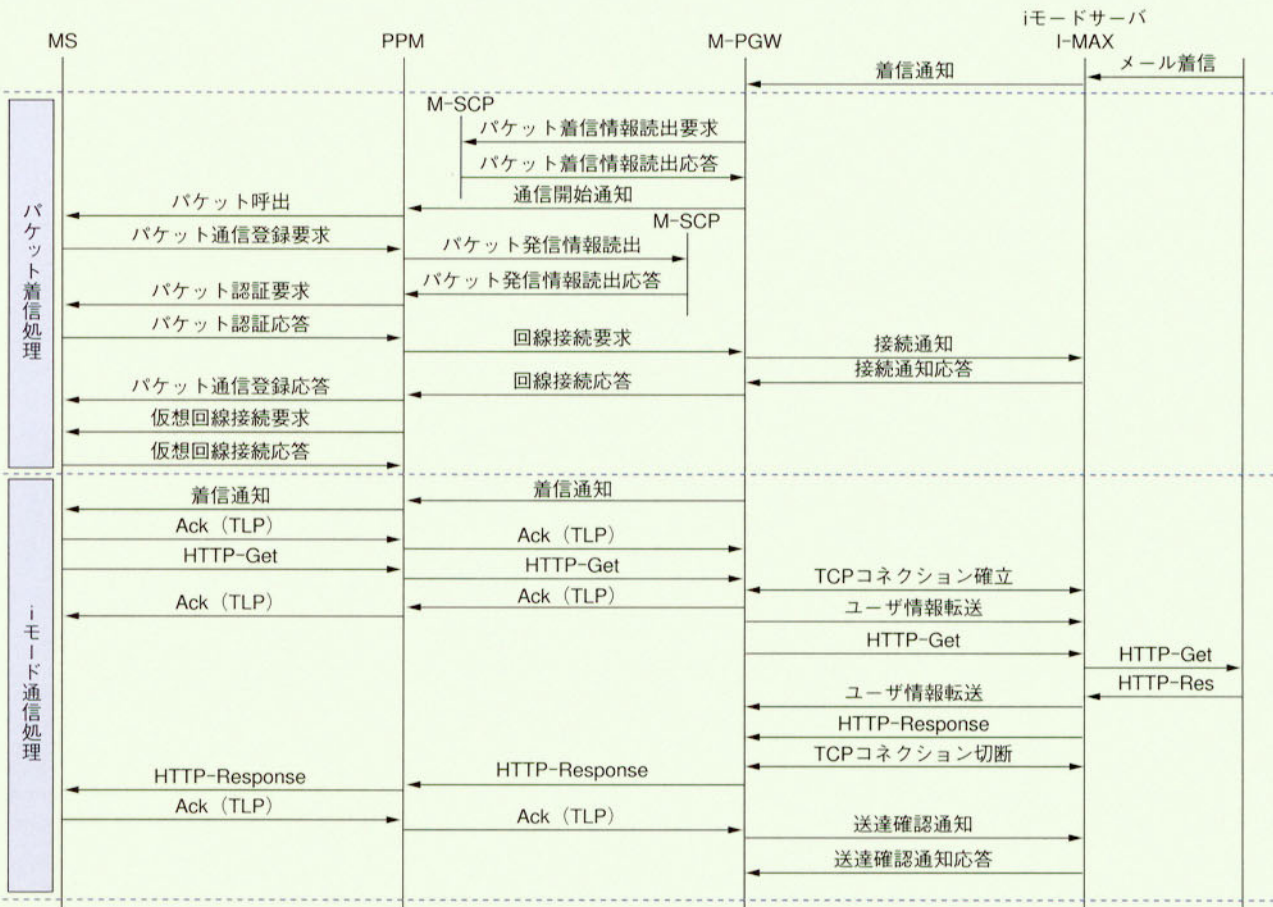 iモードサーバ
MS
PPM
M-PGW
I-MAX
メール着信
着信通知
M-SCP
パケット着信情報読出要求
パケット着信情報読出応答
通信開始通知
パケット呼出
M-SCP
パケット通信登録要求
パケット発信情報読出
パケット発信情報読出応答
パケット認証要求
パケット認証応答
回線接続要求
接続通知
接続通知応答
回線接続応答
パケット通信登録応答
仮想回線接続要求
仮想回線接続応答
パケット着信処理
着信通知
着信通知
Ack（TLP）
Ack（TLP）
HTTP-Get
HTTP-Get
TCPコネクション確立
Ack（TLP）
Ack（TLP）
ユーザ情報転送
HTTP-Get
HTTP-Get
HTTP-Res
ユーザ情報転送
HTTP-Response
TCPコネクション切断
HTTP-Response
HTTP-Response
Ack（TLP）
Ack（TLP）
送達確認通知
送達確認通知応答
iモード通信処理